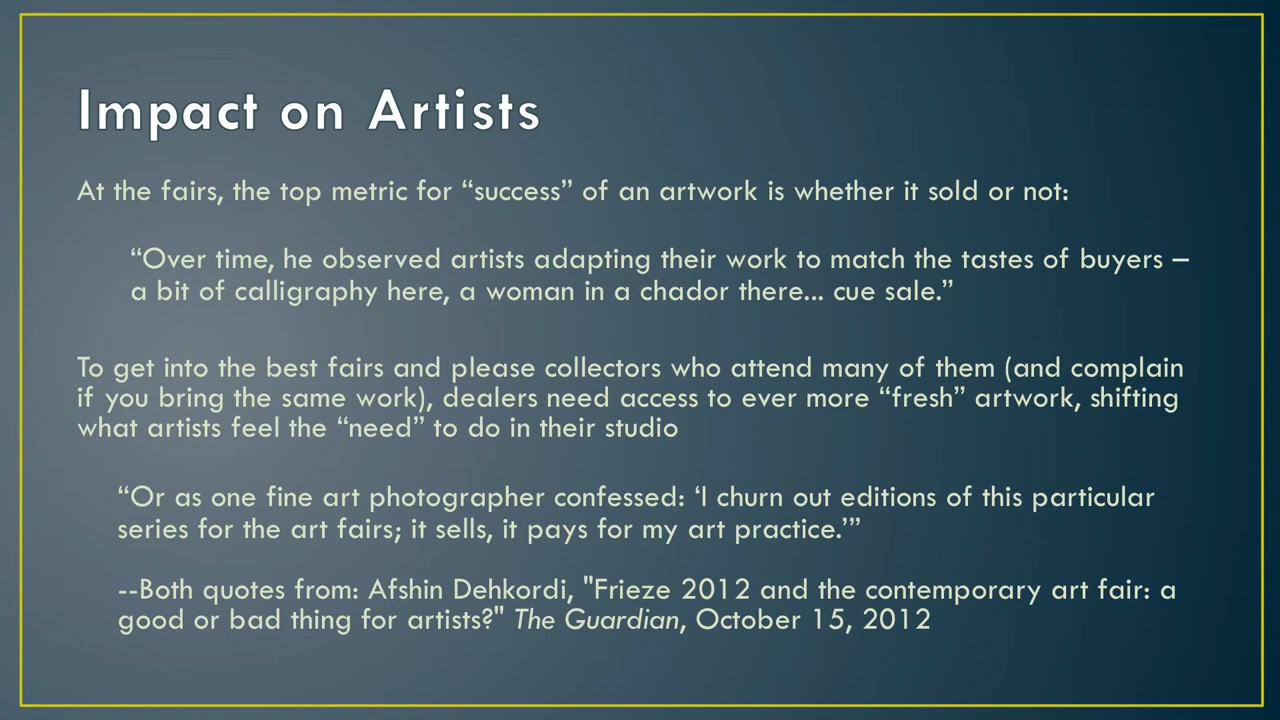 Impact on Artists
At the fairs, the top metric for “success” of an artwork is whether it sold or not:
“Over time, he observed artists adapting their work to match the tastes of buyers –
a bit of calligraphy here, a woman in a chador there... cue sale.”
To get into the best fairs and please collectors who attend many of them (and complain
if you bring the same work), dealers need access to ever more “fresh” artwork, shifting
what artists feel the “need” to do in their studio
“Or as one fine art photographer confessed: ‘I churn out editions of this particular
series for the art fairs; it sells, it pays for my art practice.’”
--Both quotes from: Afshin Dehkordi, "Frieze 2012 and the contemporary art fair: a
good or bad thing for artists?" The Guardian, October 15, 2012